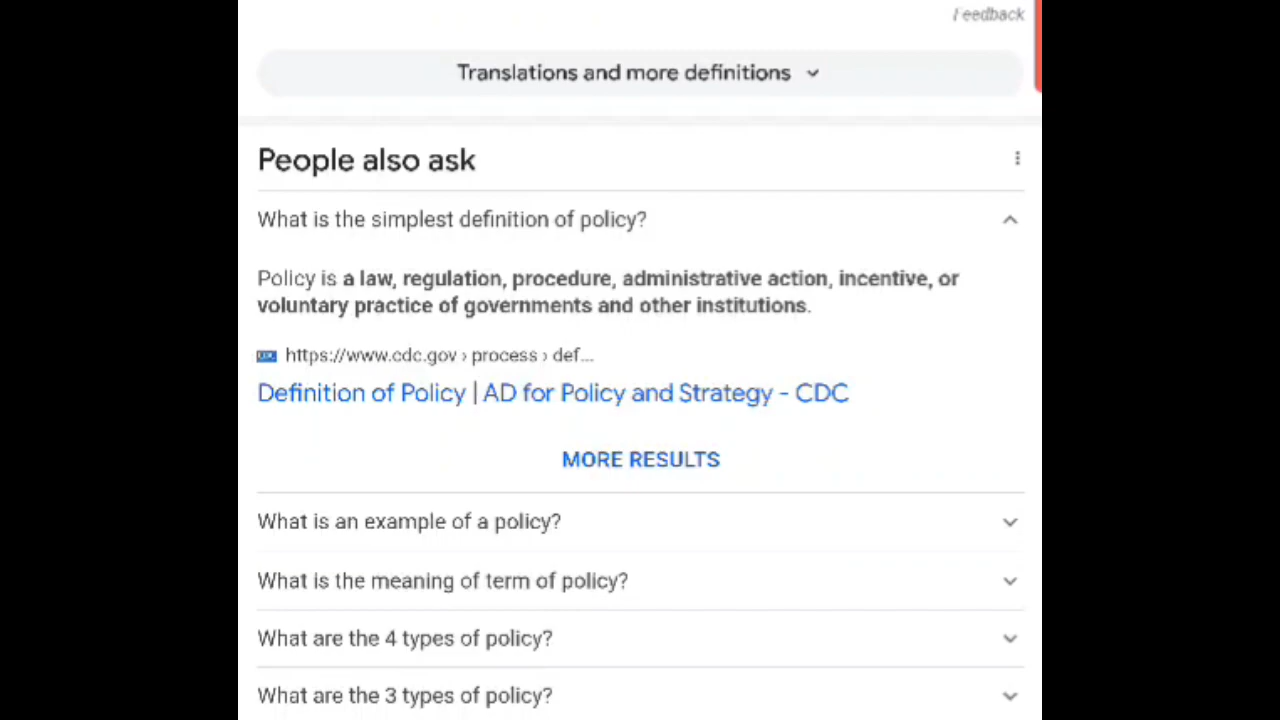 Feedback
Translations and more definitions
People also ask
What is the simplest definition of policy?
Policy is a law, regulation, procedure, administrative action, incentive, or
voluntary practice of governments and other institutions.
https://www.cdc.gov › process › def...
Definition of Policy | AD for Policy and Strategy - CDC
MORE RESULTS
What is an example of a policy?
What is the meaning of term of policy?
What are the 4 types of policy?
What are the 3 types of policy?